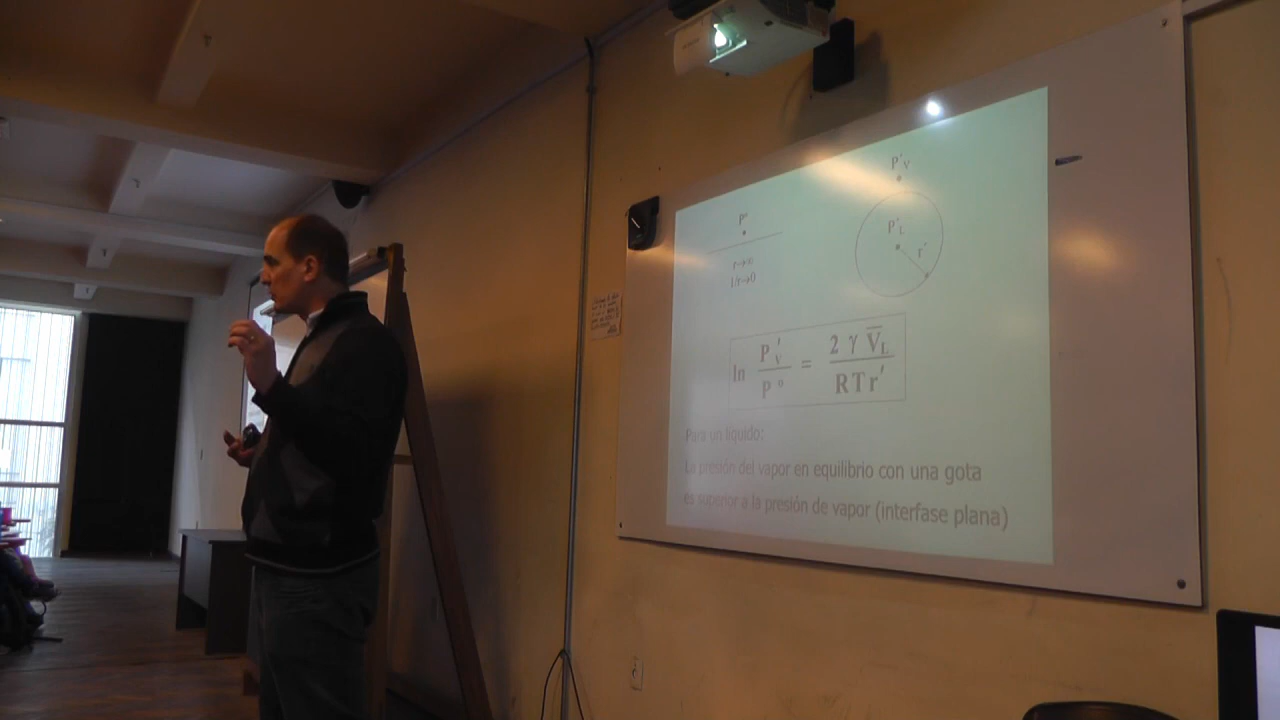 P°
r→∞
1/r→0
P'V
P'L
r'
ln P'v / P° = 2 γ V̅L / RTr'
Para un líquido:
La presión del vapor en equilibrio con una gota
es superior a la presión de vapor (interfase plana)